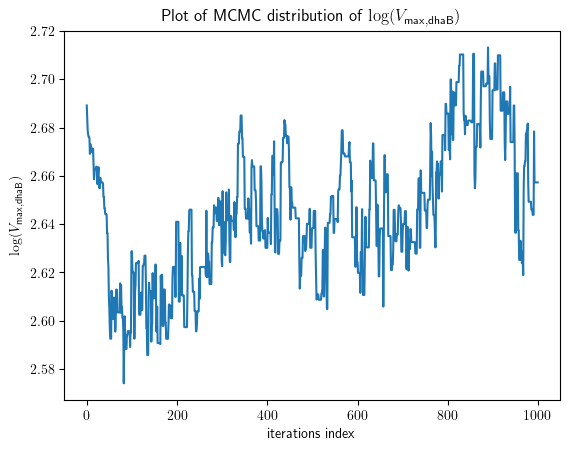 Plot of MCMC distribution of log(V_max,dhaB)
2.72
2.70
2.68
2.66
2.64
2.62
2.60
2.58
log(V_max,dhaB)
0 200 400 600 800 1000
iterations index